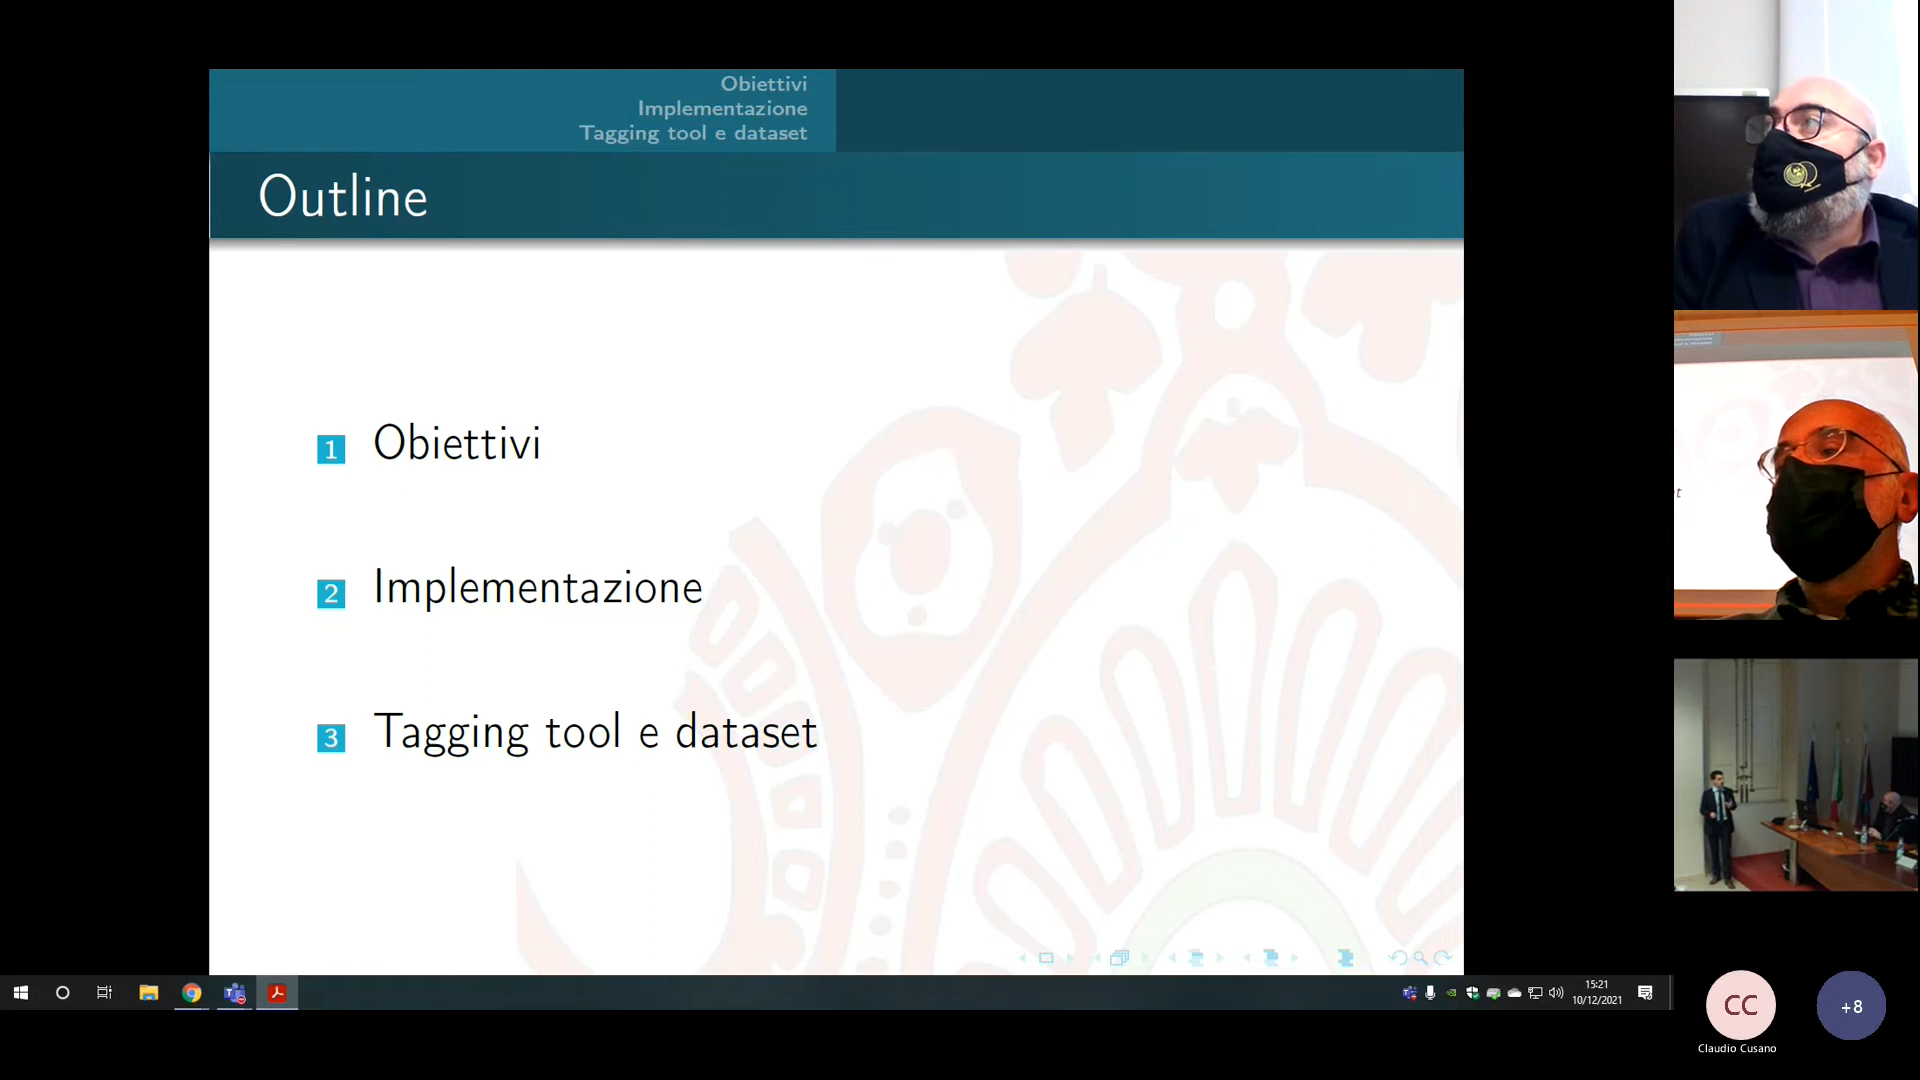 Obiettivi
Implementazione
Tagging tool e dataset
Outline
1 Obiettivi
2 Implementazione
3 Tagging tool e dataset
15:21
10/12/2021
CC
+8
Claudio Cusano